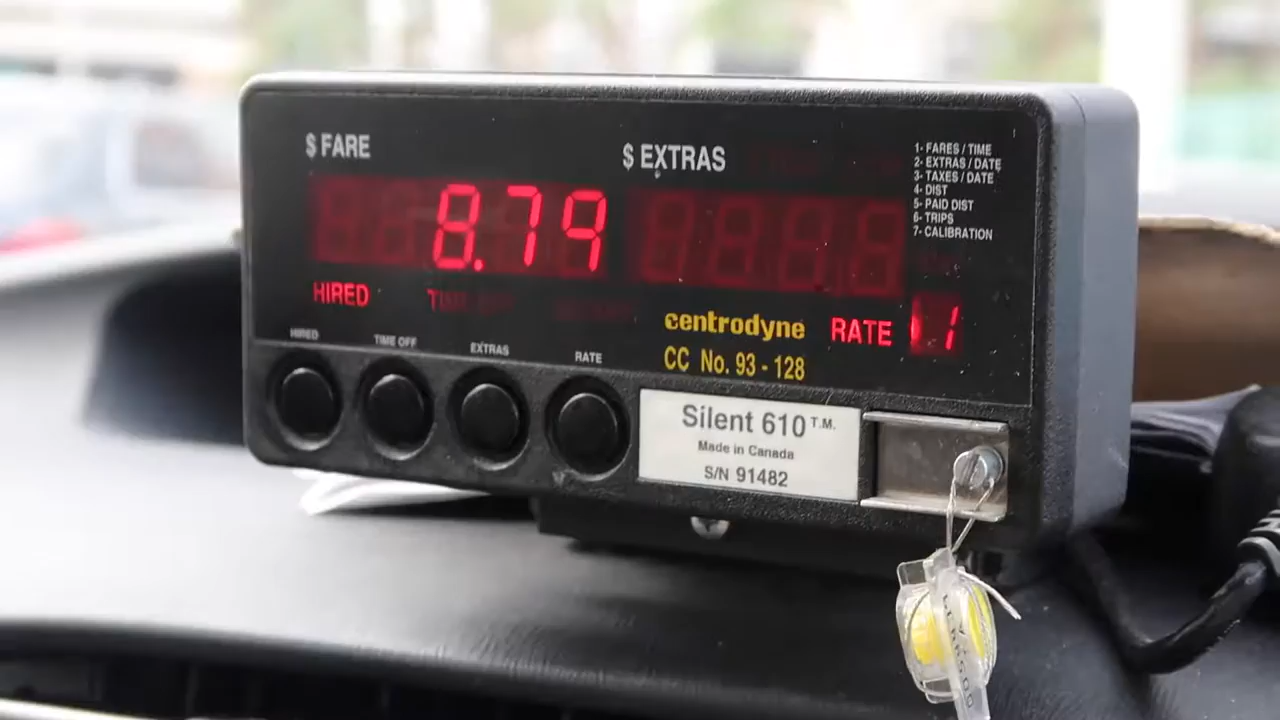 $ FARE
$ EXTRAS
1- FARES / TIME
2- EXTRAS / DATE
3- TAXES / DATE
4- DIST
5- PAID DIST
6- TRIPS
7- CALIBRATION
8.79
HIRED
centrodyne
RATE 1
CC No. 93 - 128
HIRED
TIME OFF
EXTRAS
RATE
Silent 610 T.M.
Made in Canada
S/N 91482